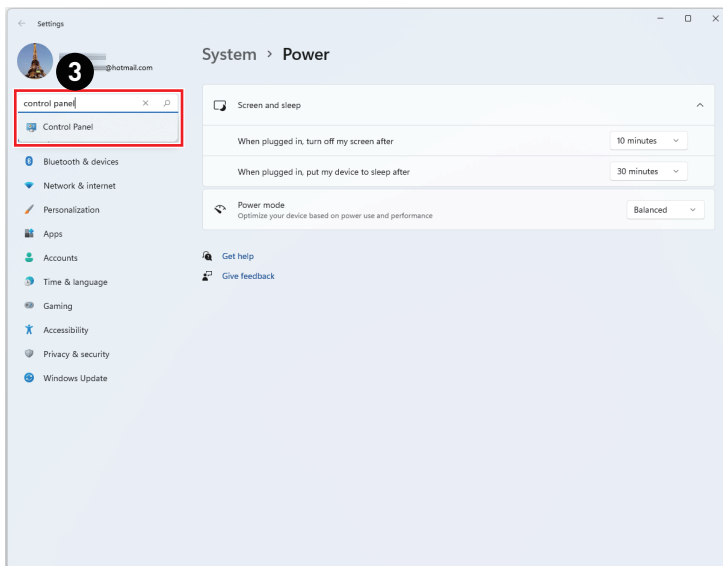 Settings
@hotmail.com
3
control panel
Control Panel
Bluetooth & devices
Network & internet
Personalization
Apps
Accounts
Time & language
Gaming
Accessibility
Privacy & security
Windows Update
System > Power
Screen and sleep
When plugged in, turn off my screen after 10 minutes
When plugged in, put my device to sleep after 30 minutes
Power mode
Optimize your device based on power use and performance
Balanced
Get help
Give feedback